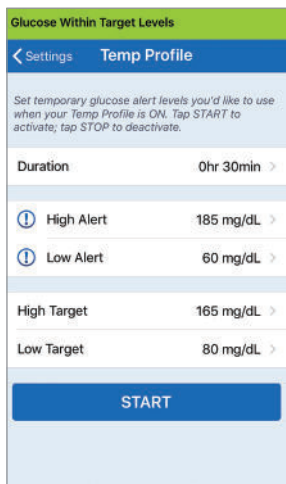 Glucose Within Target Levels
Settings Temp Profile
Set temporary glucose alert levels you'd like to use
when your Temp Profile is ON. Tap START to
activate; tap STOP to deactivate.
Duration 0hr 30min
High Alert 185 mg/dL
Low Alert 60 mg/dL
High Target 165 mg/dL
Low Target 80 mg/dL
START